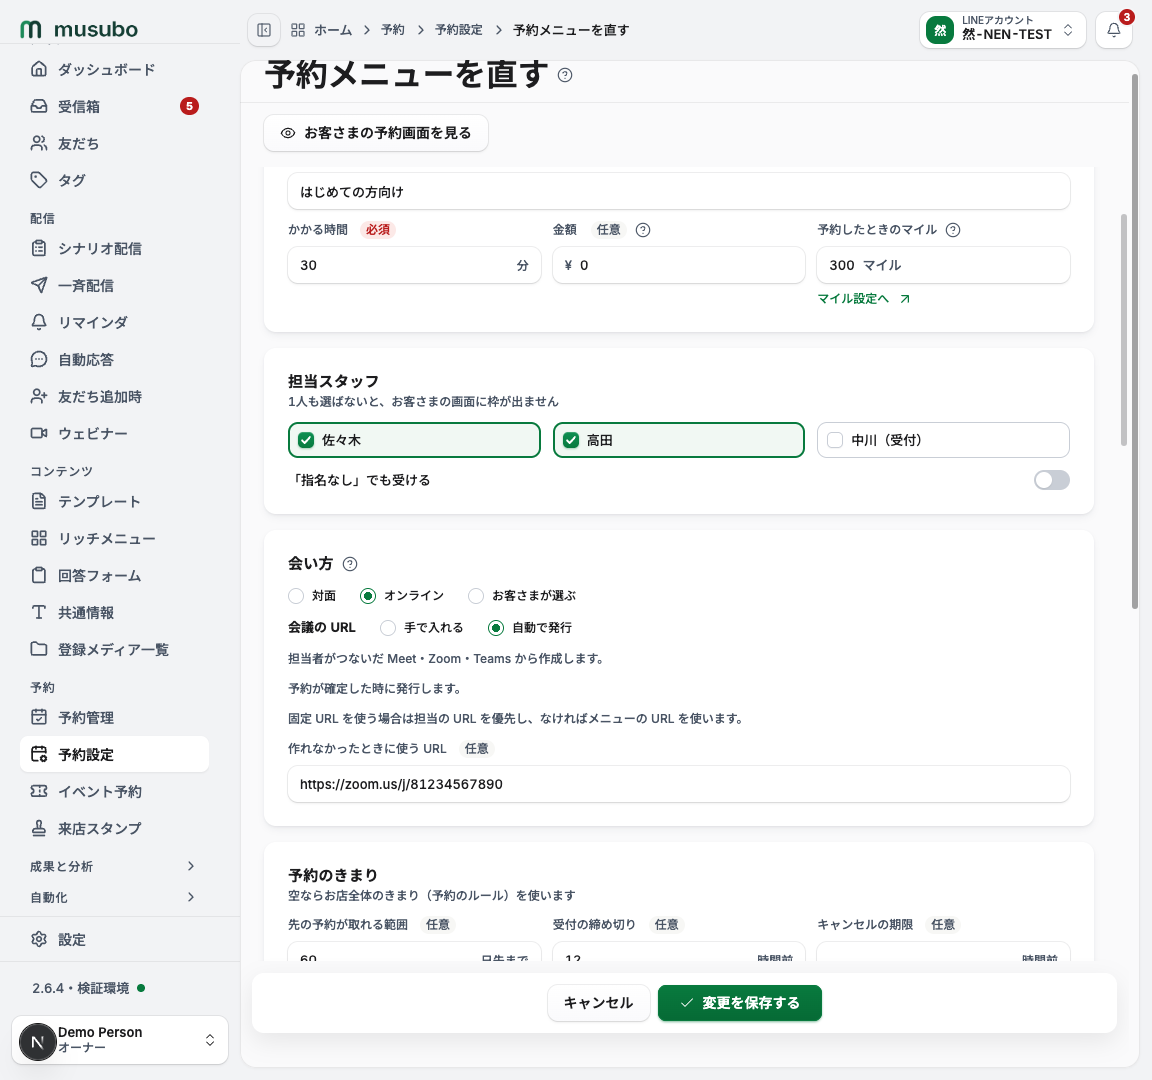 musubo
ホーム
予約
予約設定
予約メニューを直す
然
LINEアカウント
然-NEN-TEST
3
ダッシュボード
受信箱
5
友だち
タグ
配信
シナリオ配信
一斉配信
リマインダ
自動応答
友だち追加時
ウェビナー
コンテンツ
テンプレート
リッチメニュー
回答フォーム
共通情報
登録メディア一覧
予約
予約管理
予約設定
イベント予約
来店スタンプ
成果と分析
自動化
設定
2.6.4・検証環境
N
Demo Person
オーナー
予約メニューを直す
お客さまの予約画面を見る
はじめての方向け
かかる時間 必須
金額 任意
予約したときのマイル
30 分
¥ 0
300 マイル
マイル設定へ
担当スタッフ
1人も選ばないと、お客さまの画面に枠が出ません
佐々木
高田
中川（受付）
「指名なし」でも受ける
会い方
対面
オンライン
お客さまが選ぶ
会議の URL
手で入れる
自動で発行
担当者がつないだ Meet・Zoom・Teams から作成します。
予約が確定した時に発行します。
固定 URL を使う場合は担当の URL を優先し、なければメニューの URL を使います。
作れなかったときに使う URL 任意
https://zoom.us/j/81234567890
予約のきまり
空ならお店全体のきまり（予約のルール）を使います
先の予約が取れる範囲 任意
受付の締め切り 任意
キャンセルの期限 任意
60 日先まで
12 時間前
時間前
キャンセル
変更を保存する